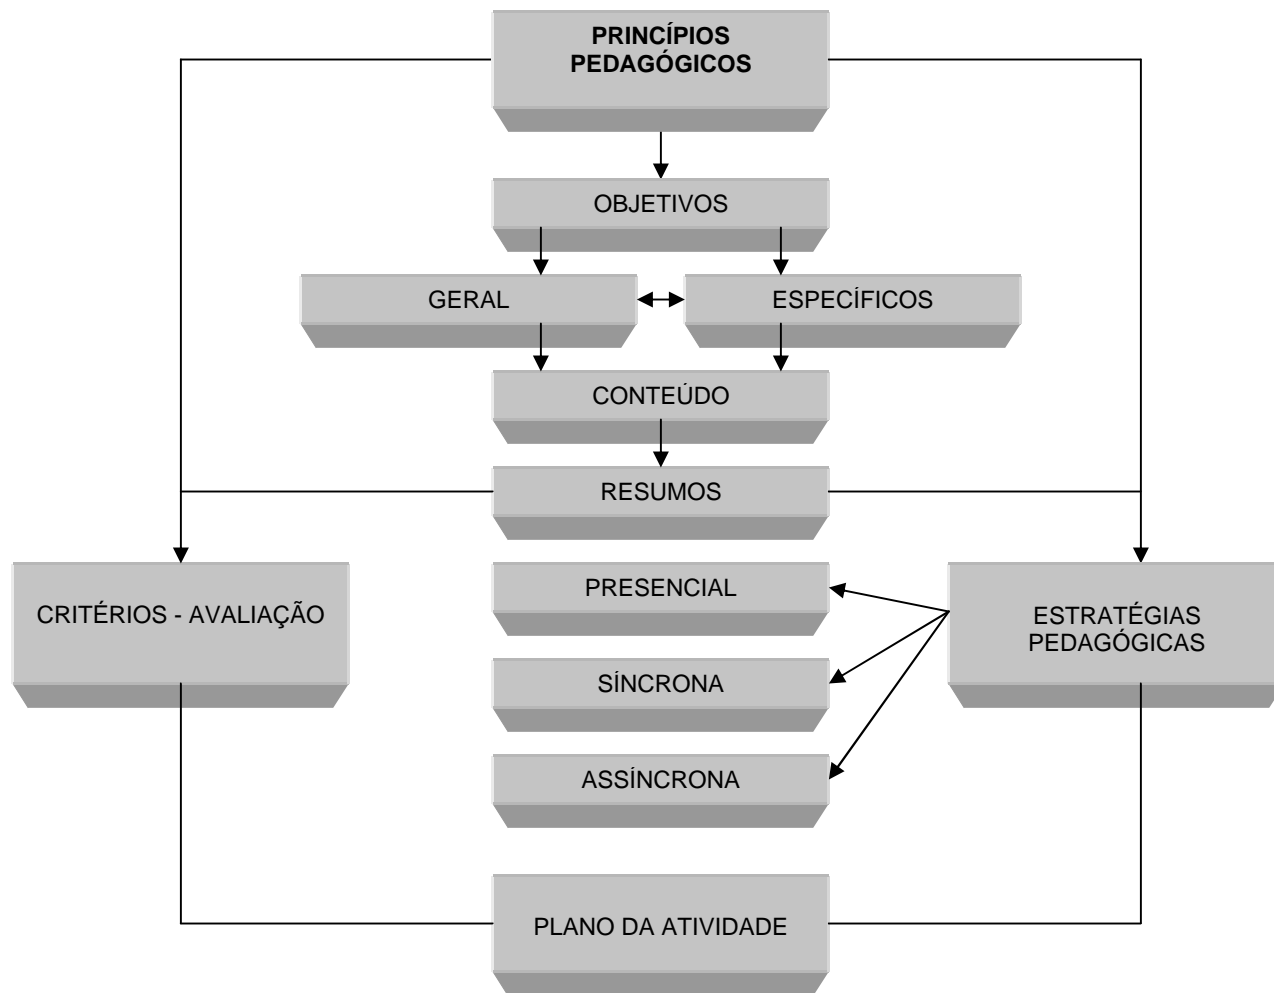 PRINCÍPIOS
PEDAGÓGICOS
OBJETIVOS
GERAL
ESPECÍFICOS
CONTEÚDO
RESUMOS
CRITÉRIOS - AVALIAÇÃO
PRESENCIAL
ESTRATÉGIAS
PEDAGÓGICAS
SÍNCRONA
ASSÍNCRONA
PLANO DA ATIVIDADE